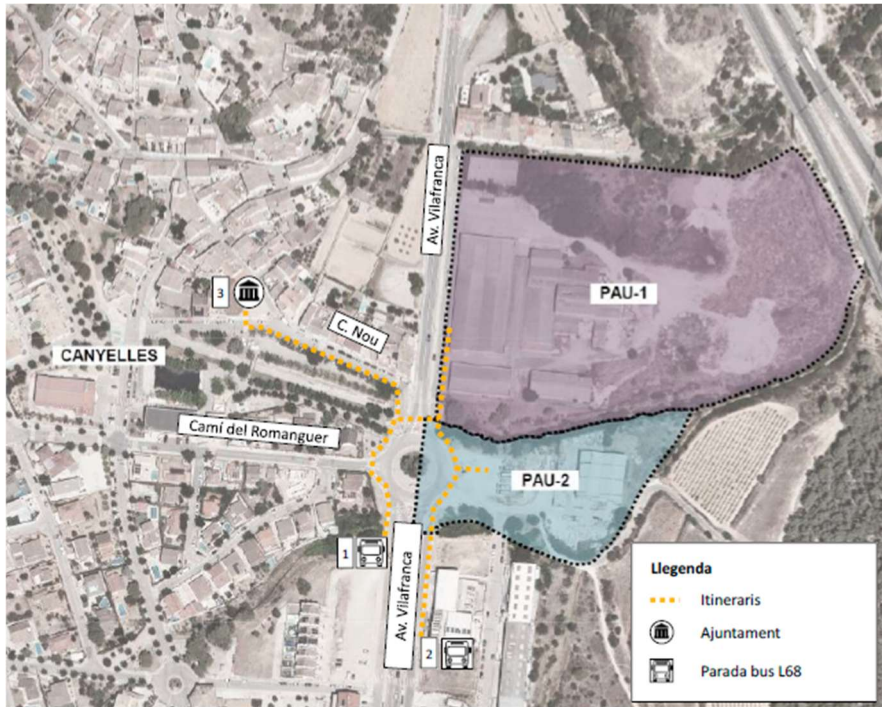 Av. Vilafranca
PAU-1
3
C. Nou
CANYELLES
Camí del Romanguer
PAU-2
1
Av. Vilafranca
2
Llegenda
Itineraris
Ajuntament
Parada bus L68